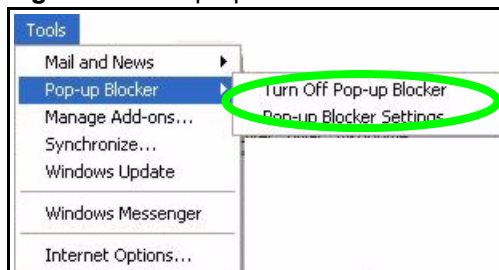 Tools
Mail and News
Pop-up Blocker
Turn Off Pop-up Blocker
Manage Add-ons...
Pop-up Blocker Settings
Synchronize...
Windows Update
Windows Messenger
Internet Options...